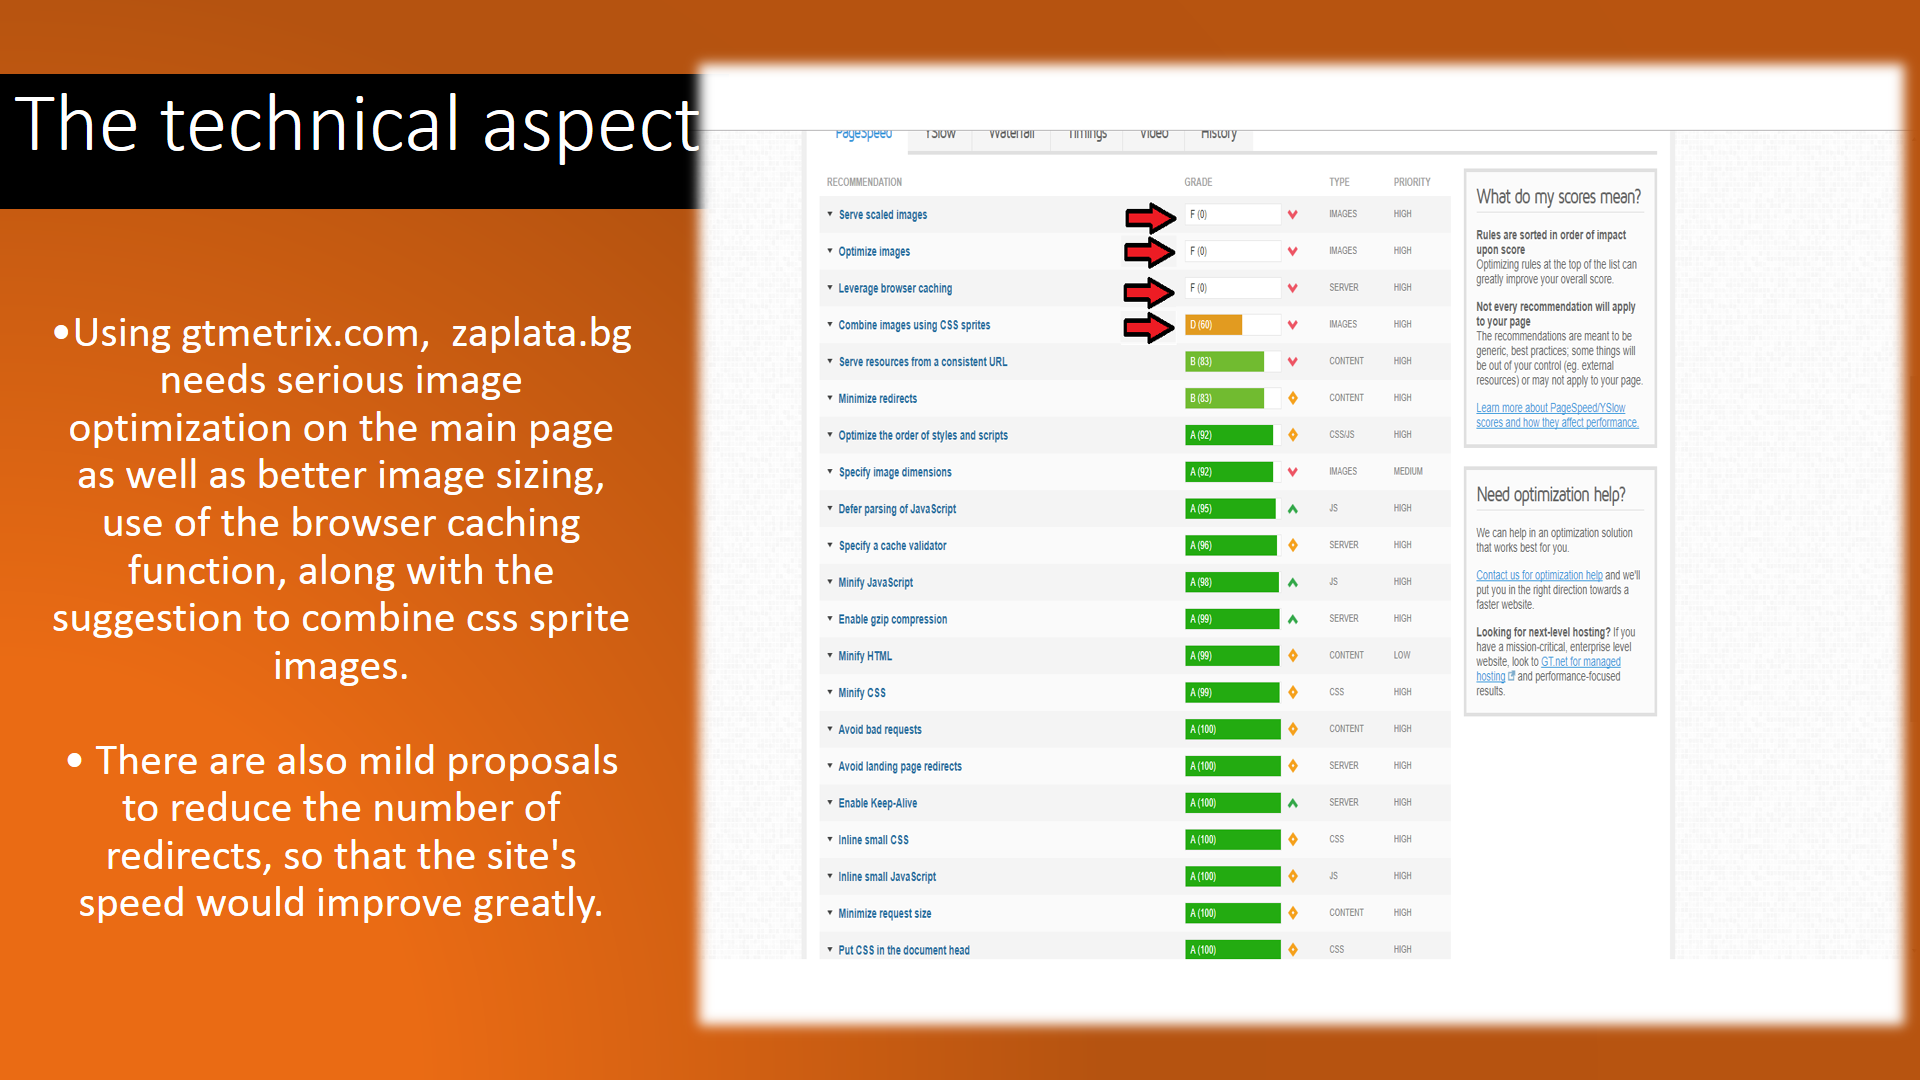 The technical aspect
•Using gtmetrix.com,  zaplata.bg
needs serious image
optimization on the main page
as well as better image sizing,
use of the browser caching
function, along with the
suggestion to combine css sprite
images.
• There are also mild proposals
to reduce the number of
redirects, so that the site's
speed would improve greatly.
PageSpeed YSlow Waterfall Timings Video History
RECOMMENDATION GRADE TYPE PRIORITY
Serve scaled images F (0) IMAGES HIGH
Optimize images F (0) IMAGES HIGH
Leverage browser caching F (0) SERVER HIGH
Combine images using CSS sprites D (60) IMAGES HIGH
Serve resources from a consistent URL B (83) CONTENT HIGH
Minimize redirects B (83) CONTENT HIGH
Optimize the order of styles and scripts A (92) CSS/JS HIGH
Specify image dimensions A (92) IMAGES MEDIUM
Defer parsing of JavaScript A (95) JS HIGH
Specify a cache validator A (96) SERVER HIGH
Minify JavaScript A (98) JS HIGH
Enable gzip compression A (99) SERVER HIGH
Minify HTML A (99) CONTENT LOW
Minify CSS A (99) CSS HIGH
Avoid bad requests A (100) CONTENT HIGH
Avoid landing page redirects A (100) SERVER HIGH
Enable Keep-Alive A (100) SERVER HIGH
Inline small CSS A (100) CSS HIGH
Inline small JavaScript A (100) JS HIGH
Minimize request size A (100) CONTENT HIGH
Put CSS in the document head A (100) CSS HIGH
What do my scores mean?
Rules are sorted in order of impact
upon score
Optimizing rules at the top of the list can
greatly improve your overall score.
Not every recommendation will apply
to your page
The recommendations are meant to be
generic, best practices; some things will
be out of your control (eg. external
resources) or may not apply to your page.
Learn more about PageSpeed/YSlow
scores and how they affect performance.
Need optimization help?
We can help in an optimization solution
that works best for you.
Contact us for optimization help and we'll
put you in the right direction towards a
faster website.
Looking for next-level hosting? If you
have a mission-critical, enterprise level
website, look to GT.net for managed
hosting and performance-focused
results.